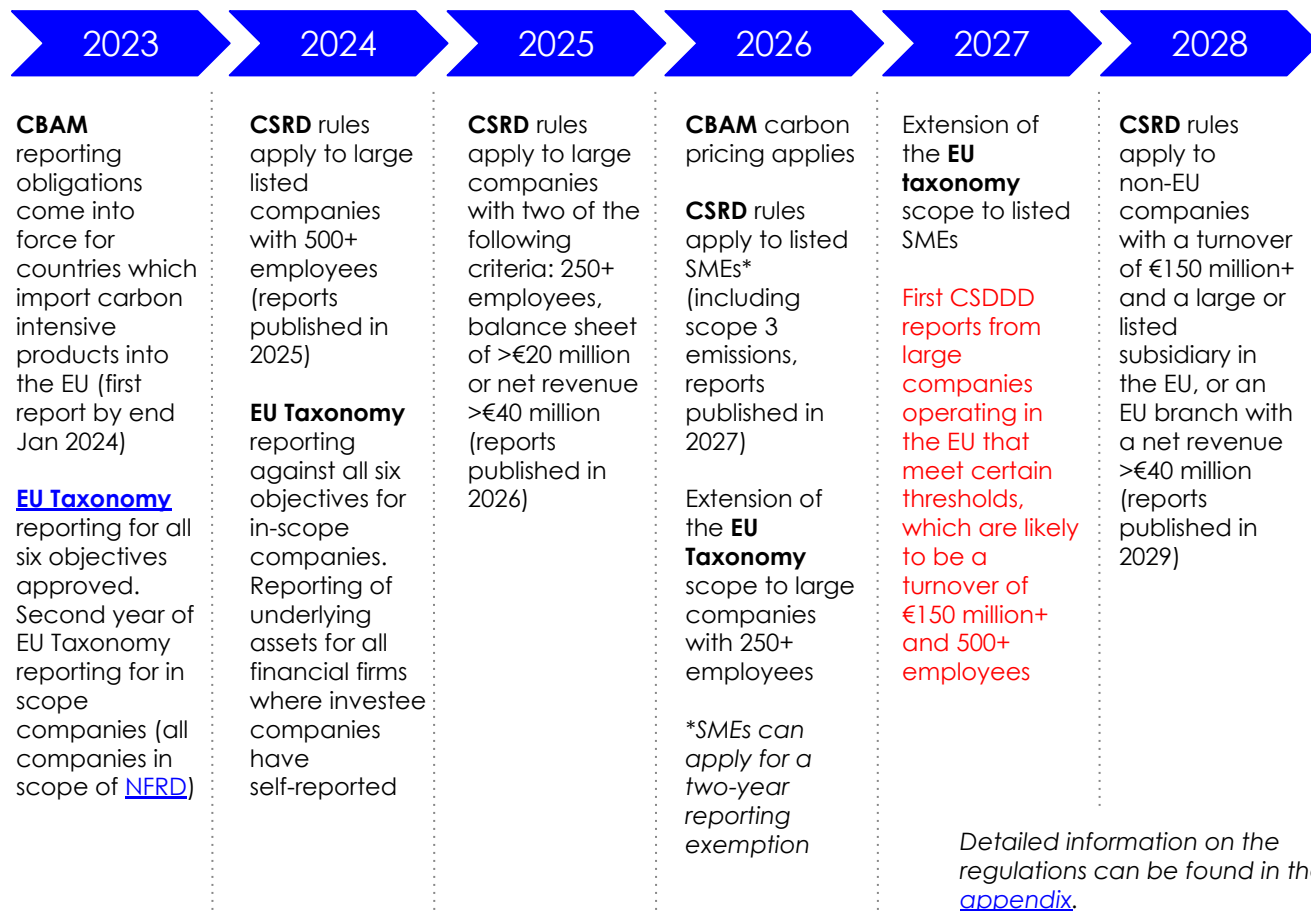 2023
2024
2025
2026
2027
2028
CBAM
reporting
obligations
come into
force for
countries which
import carbon
intensive
products into
the EU (first
report by end
Jan 2024)
EU Taxonomy
reporting for all
six objectives
approved.
Second year of
EU Taxonomy
reporting for in
scope
companies (all
companies in
scope of NFRD)
CSRD rules
apply to large
listed
companies
with 500+
employees
(reports
published in
2025)
EU Taxonomy
reporting
against all six
objectives for
in-scope
companies.
Reporting of
underlying
assets for all
financial firms
where investee
companies
have
self-reported
CSRD rules
apply to large
companies
with two of the
following
criteria: 250+
employees,
balance sheet
of >€20 million
or net revenue
>€40 million
(reports
published in
2026)
CBAM carbon
pricing applies
CSRD rules
apply to listed
SMEs*
(including
scope 3
emissions,
reports
published in
2027)
Extension of
the EU
Taxonomy
scope to large
companies
with 250+
employees
*SMEs can
apply for a
two-year
reporting
exemption
Extension of
the EU
taxonomy
scope to listed
SMEs
First CSDDD
reports from
large
companies
operating in
the EU that
meet certain
thresholds,
which are likely
to be a
turnover of
€150 million+
and 500+
employees
CSRD rules
apply to
non-EU
companies
with a turnover
of €150 million+
and a large or
listed
subsidiary in
the EU, or an
EU branch with
a net revenue
>€40 million
(reports
published in
2029)
Detailed information on the
regulations can be found in the
appendix.